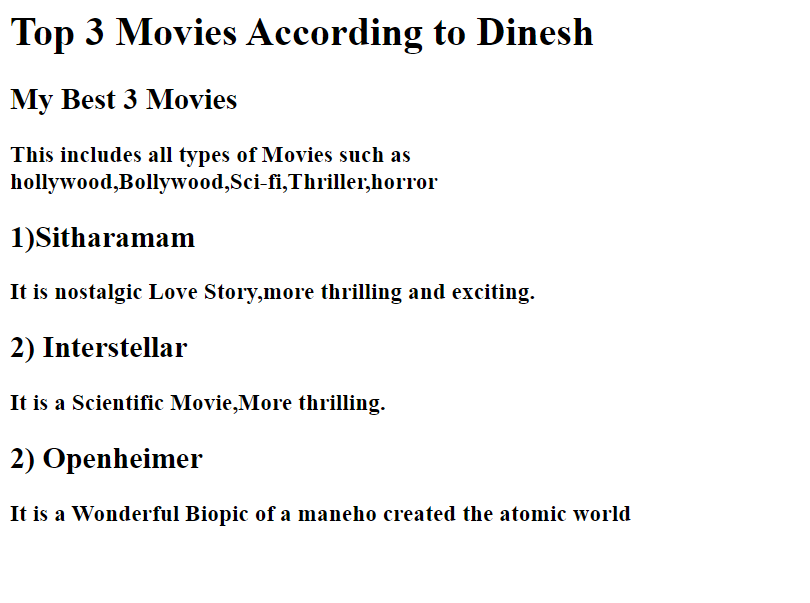 Top 3 Movies According to Dinesh
My Best 3 Movies
This includes all types of Movies such as
hollywood,Bollywood,Sci-fi,Thriller,horror
1)Sitharamam
It is nostalgic Love Story,more thrilling and exciting.
2) Interstellar
It is a Scientific Movie,More thrilling.
2) Openheimer
It is a Wonderful Biopic of a maneho created the atomic world